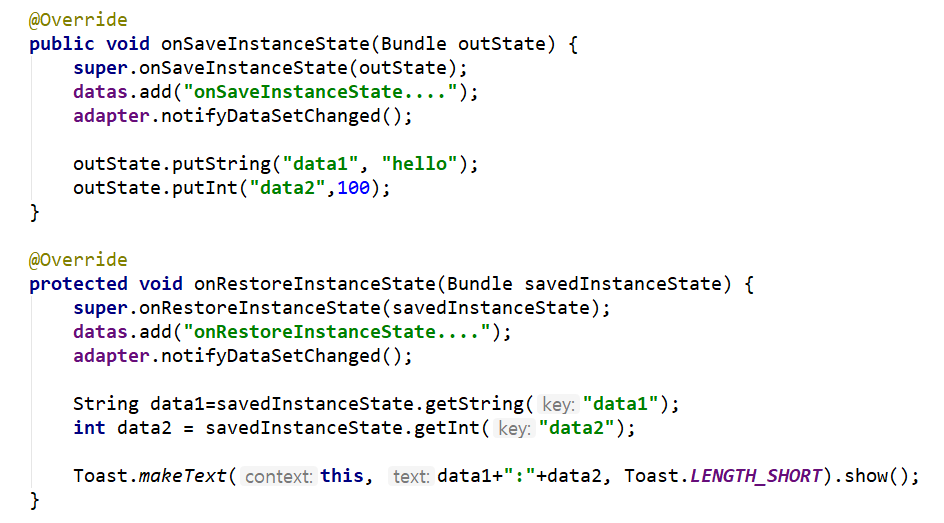 @Override
public void onSaveInstanceState(Bundle outState) {
    super.onSaveInstanceState(outState);
    datas.add("onSaveInstanceState....");
    adapter.notifyDataSetChanged();

    outState.putString("data1", "hello");
    outState.putInt("data2",100);
}

@Override
protected void onRestoreInstanceState(Bundle savedInstanceState) {
    super.onRestoreInstanceState(savedInstanceState);
    datas.add("onRestoreInstanceState....");
    adapter.notifyDataSetChanged();

    String data1=savedInstanceState.getString( key: "data1");
    int data2 = savedInstanceState.getInt( key: "data2");

    Toast.makeText( context: this, text: data1+":"+data2, Toast.LENGTH_SHORT).show();
}